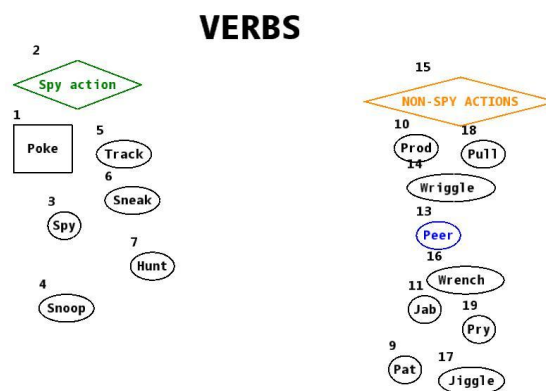 VERBS
2
Spy action
1
Poke
5
Track
6
Sneak
3
Spy
7
Hunt
4
Snoop
15
NON-SPY ACTIONS
10
Prod
18
Pull
14
Wriggle
13
Peer
16
Wrench
11
Jab
19
Pry
9
Pat
17
Jiggle